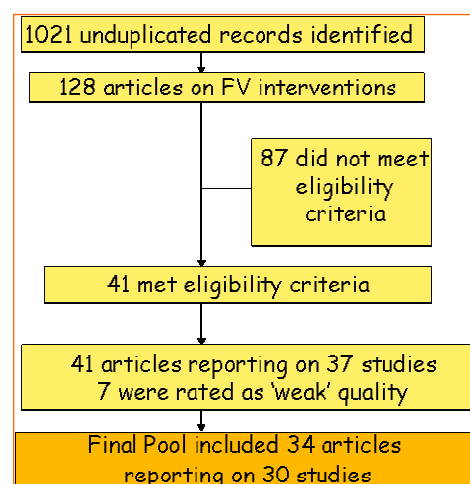 1021 unduplicated records identified
128 articles on FV interventions
87 did not meet
eligibility
criteria
41 met eligibility criteria
41 articles reporting on 37 studies
7 were rated as ‘weak’ quality
Final Pool included 34 articles
reporting on 30 studies